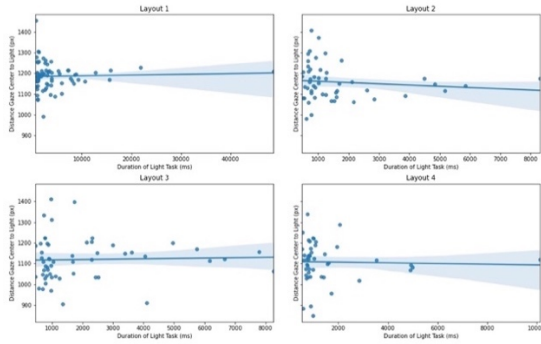 Layout 1
Distance Gaze Center to Light (px)
1400
1300
1200
1100
1000
900
10000 20000 30000 40000
Duration of Light Task (ms)
Layout 2
Distance Gaze Center to Light (px)
1400
1300
1200
1100
1000
900
1000 2000 3000 4000 5000 6000 7000 8000
Duration of Light Task (ms)
Layout 3
Distance Gaze Center to Light (px)
1400
1300
1200
1100
1000
900
1000 2000 3000 4000 5000 6000 7000 8000
Duration of Light Task (ms)
Layout 4
Distance Gaze Center to Light (px)
1400
1300
1200
1100
1000
900
2000 4000 6000 8000 10000
Duration of Light Task (ms)